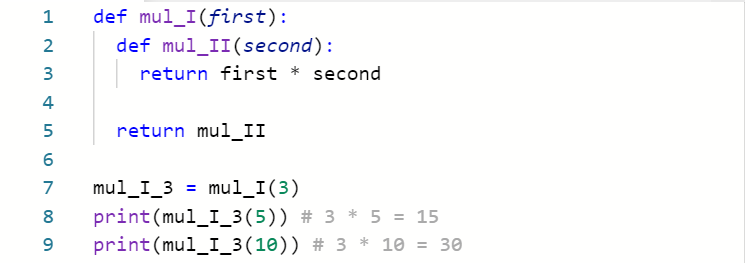 1 def mul_I(first):
2   def mul_II(second):
3     return first * second
4
5   return mul_II
6
7 mul_I_3 = mul_I(3)
8 print(mul_I_3(5)) # 3 * 5 = 15
9 print(mul_I_3(10)) # 3 * 10 = 30